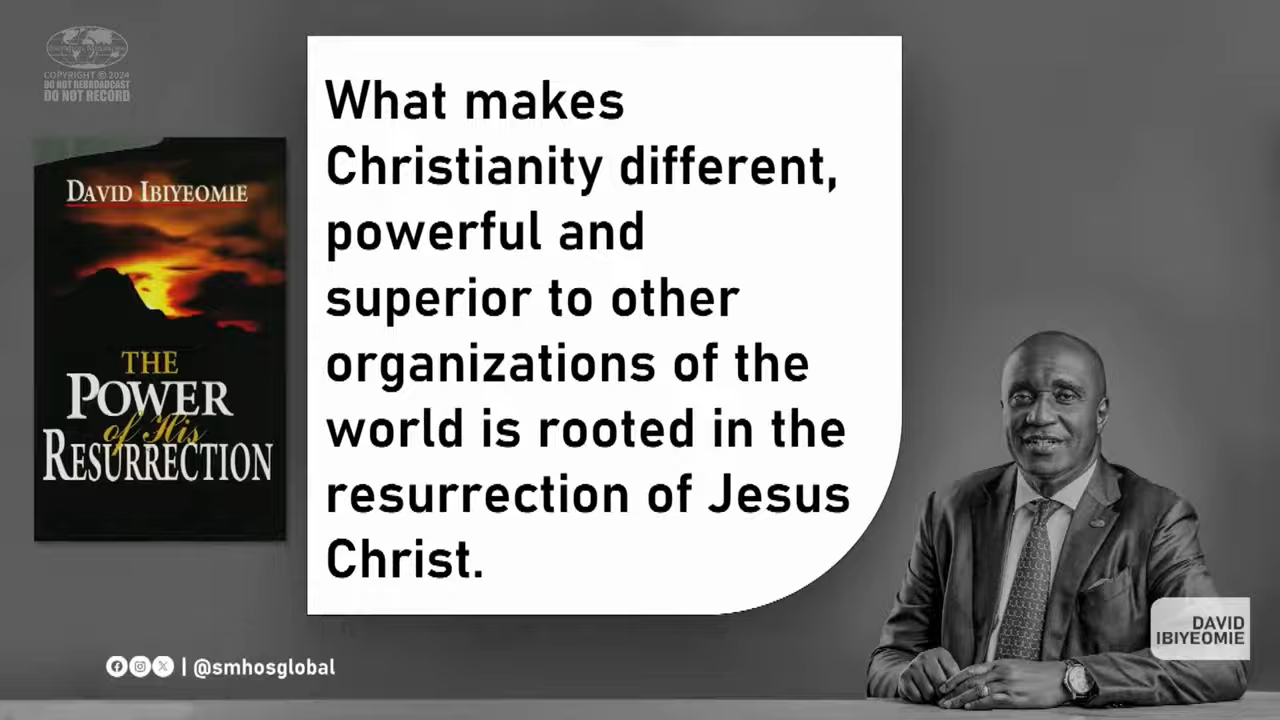 COPYRIGHT © 2024
DO NOT REBROADCAST
DO NOT RECORD
DAVID IBIYEOMIE
THE
POWER
of His
RESURRECTION
What makes
Christianity different,
powerful and
superior to other
organizations of the
world is rooted in the
resurrection of Jesus
Christ.
DAVID
IBIYEOMIE
| @smhosglobal